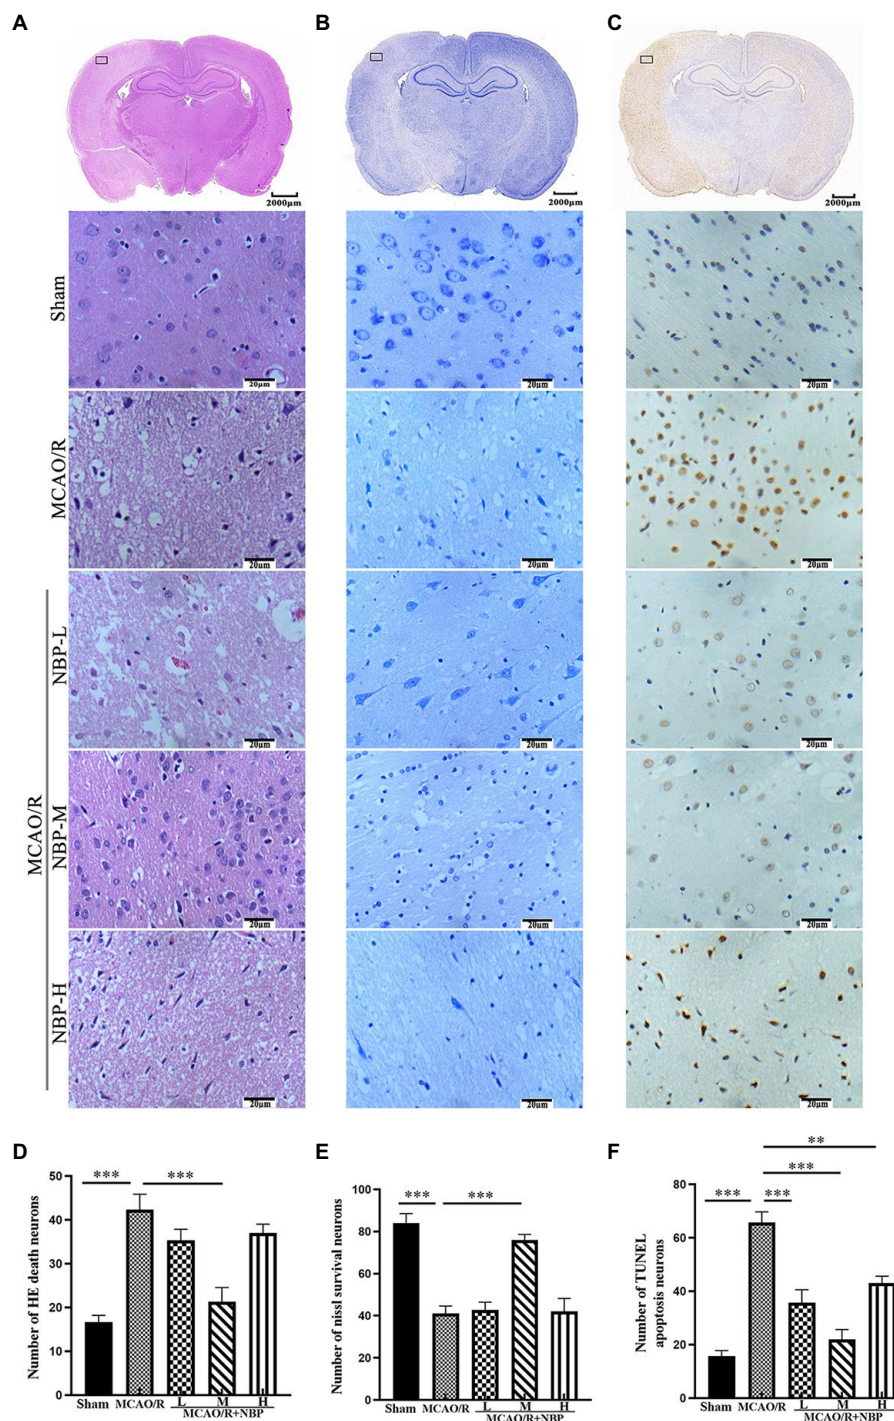 A
B
C
2000μm
2000μm
2000μm
Sham
20μm
20μm
20μm
MCAO/R
20μm
20μm
20μm
MCAO/R
NBP-L
20μm
20μm
20μm
NBP-M
20μm
20μm
20μm
NBP-H
20μm
20μm
20μm
D
Number of HE death neurons
50
40
30
20
10
0
***
***
Sham
MCAO/R
L
M
H
MCAO/R+NBP
E
Number of nissl survival neurons
100
80
60
40
20
0
***
***
Sham
MCAO/R
L
M
H
MCAO/R+NBP
F
Number of TUNEL
apoptosis neurons
80
60
40
20
0
**
***
***
***
Sham
MCAO/R
L
M
H
MCAO/R+NBP